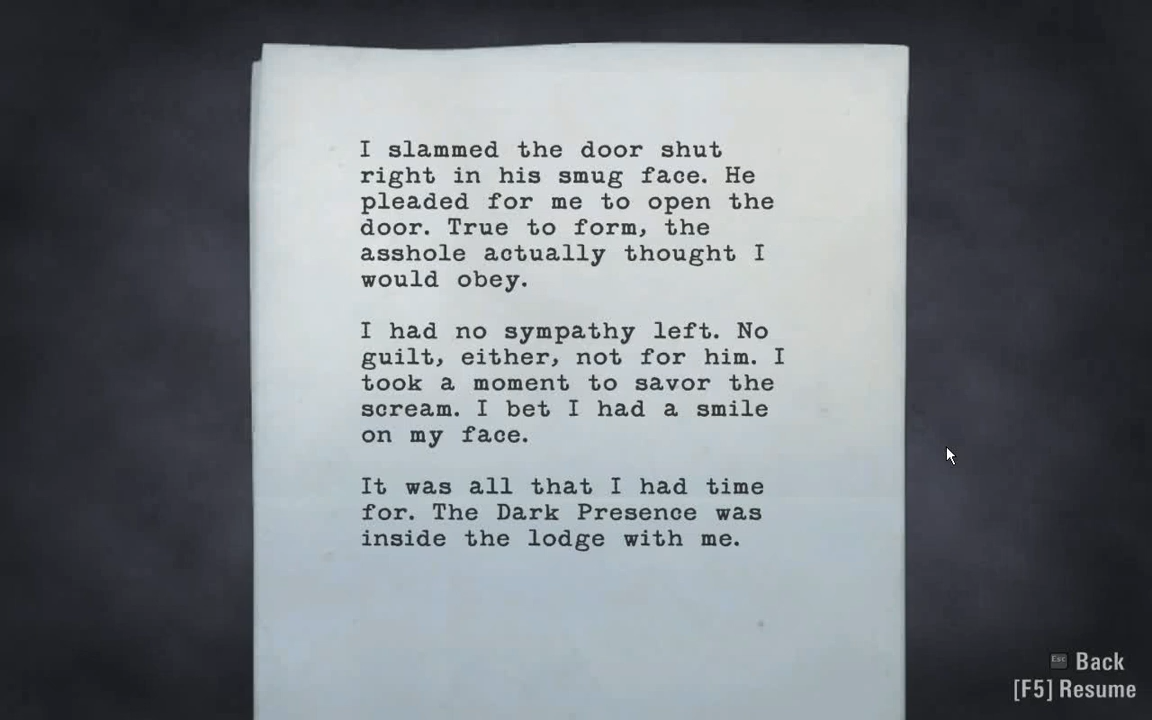 I slammed the door shut
right in his smug face. He
pleaded for me to open the
door. True to form, the
asshole actually thought I
would obey.
I had no sympathy left. No
guilt, either, not for him. I
took a moment to savor the
scream. I bet I had a smile
on my face.
It was all that I had time
for. The Dark Presence was
inside the lodge with me.
Esc Back
[F5] Resume